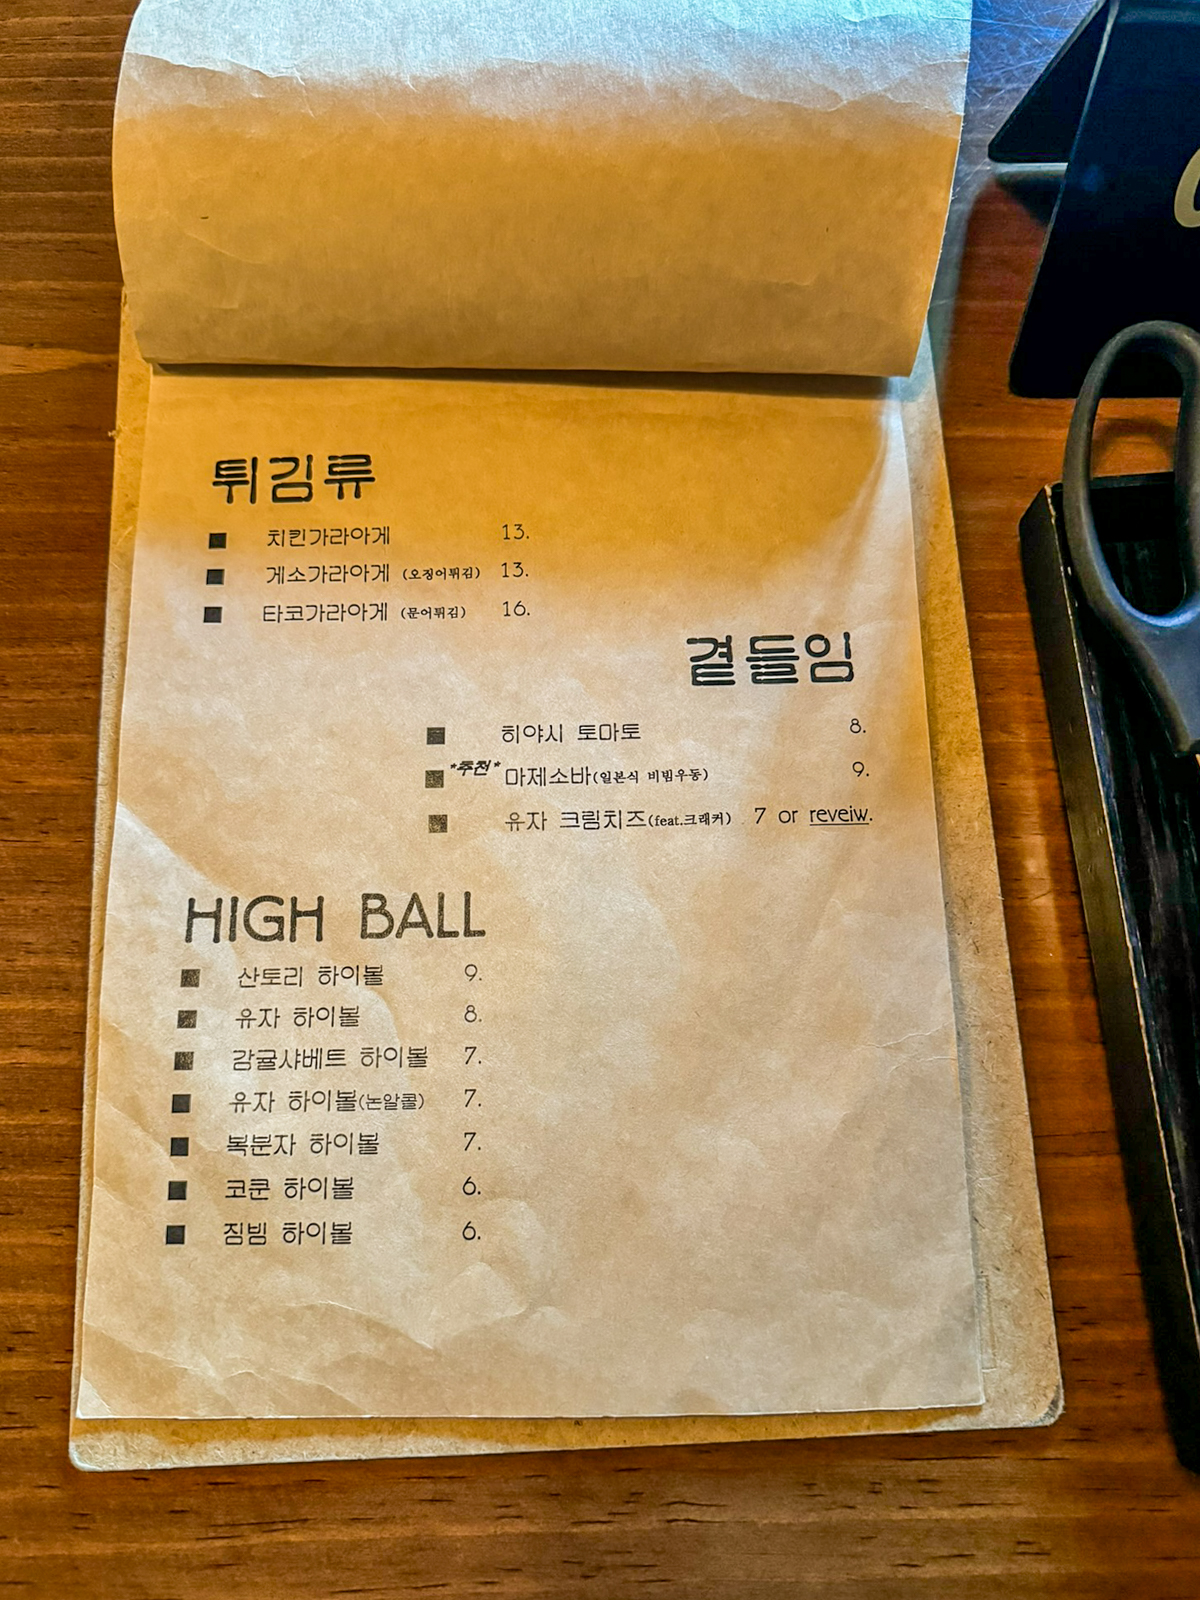 튀김류
■ 치킨가라아게 13.
■ 게소가라아게 (오징어튀김) 13.
■ 타코가라아게 (문어튀김) 16.
곁들임
■ 히야시 토마토 8.
■ *추천* 마제소바(일본식 비빔우동) 9.
■ 유자 크림치즈(feat.크래커) 7 or reveiw.
HIGH BALL
■ 산토리 하이볼 9.
■ 유자 하이볼 8.
■ 감귤샤베트 하이볼 7.
■ 유자 하이볼(논알콜) 7.
■ 복분자 하이볼 7.
■ 코쿤 하이볼 6.
■ 짐빔 하이볼 6.